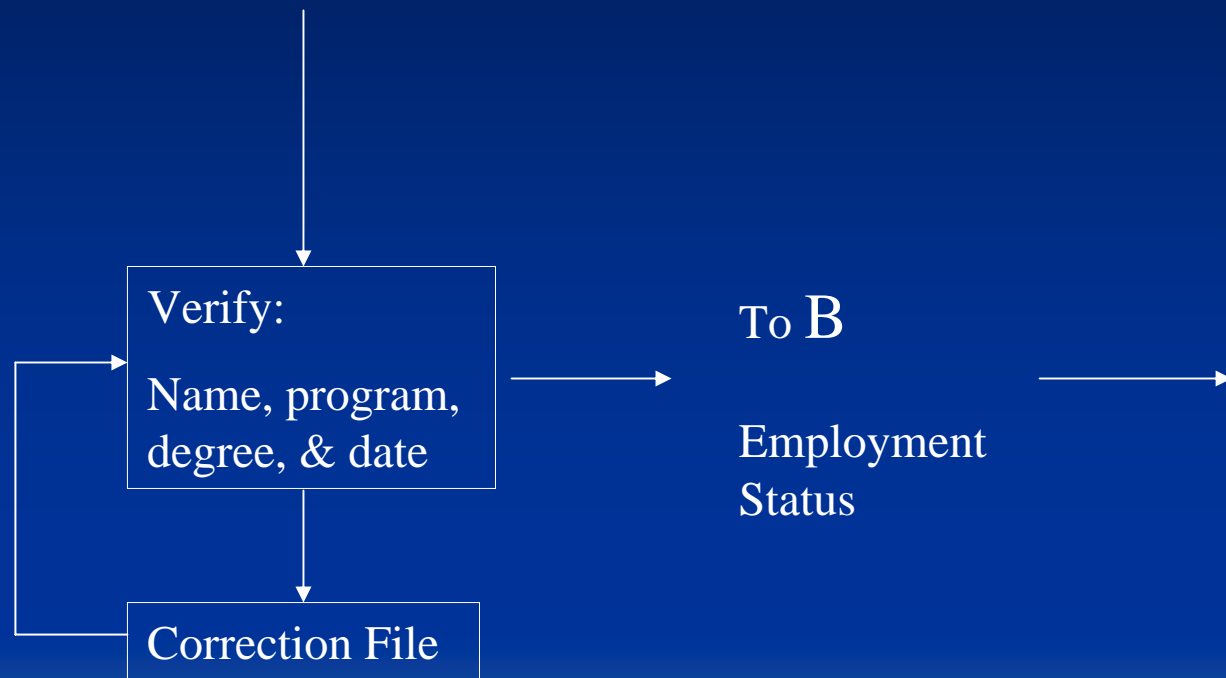 Verify:
Name, program,
degree, & date
Correction File
To B
Employment
Status